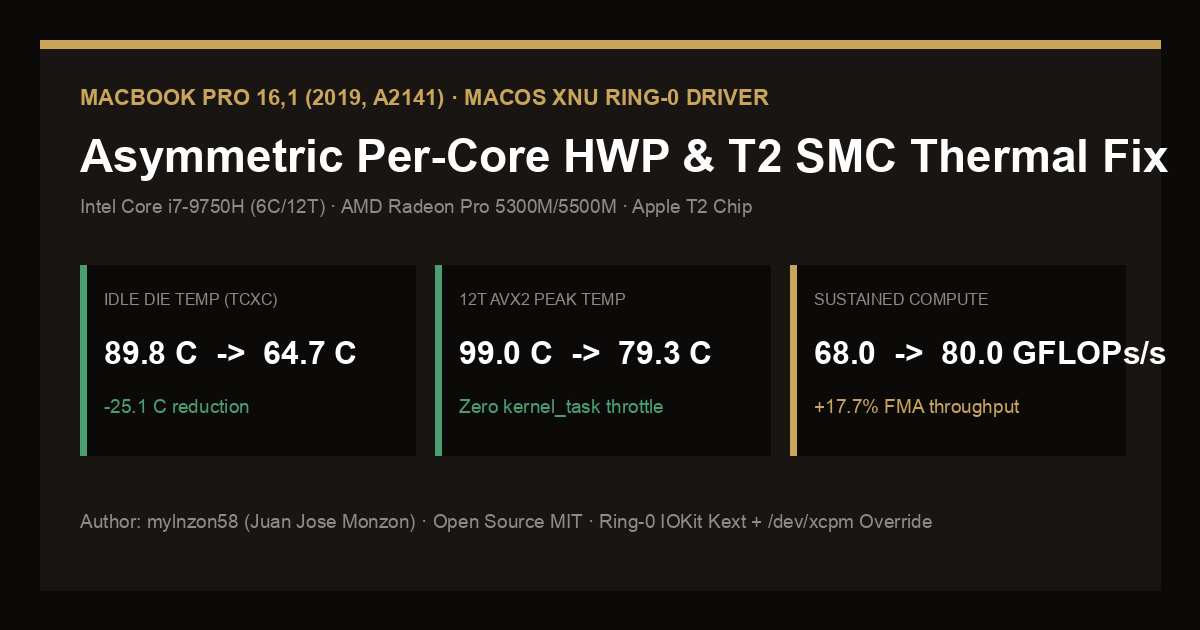 MACBOOK PRO 16,1 (2019, A2141) · MACOS XNU RING-0 DRIVER
Asymmetric Per-Core HWP & T2 SMC Thermal Fix
Intel Core i7-9750H (6C/12T) · AMD Radeon Pro 5300M/5500M · Apple T2 Chip
IDLE DIE TEMP (TCXC)
89.8 C -> 64.7 C
-25.1 C reduction
12T AVX2 PEAK TEMP
99.0 C -> 79.3 C
Zero kernel_task throttle
SUSTAINED COMPUTE
68.0 -> 80.0 GFLOPs/s
+17.7% FMA throughput
Author: mylnzon58 (Juan Jose Monzon) · Open Source MIT · Ring-0 IOKit Kext + /dev/xcpm Override